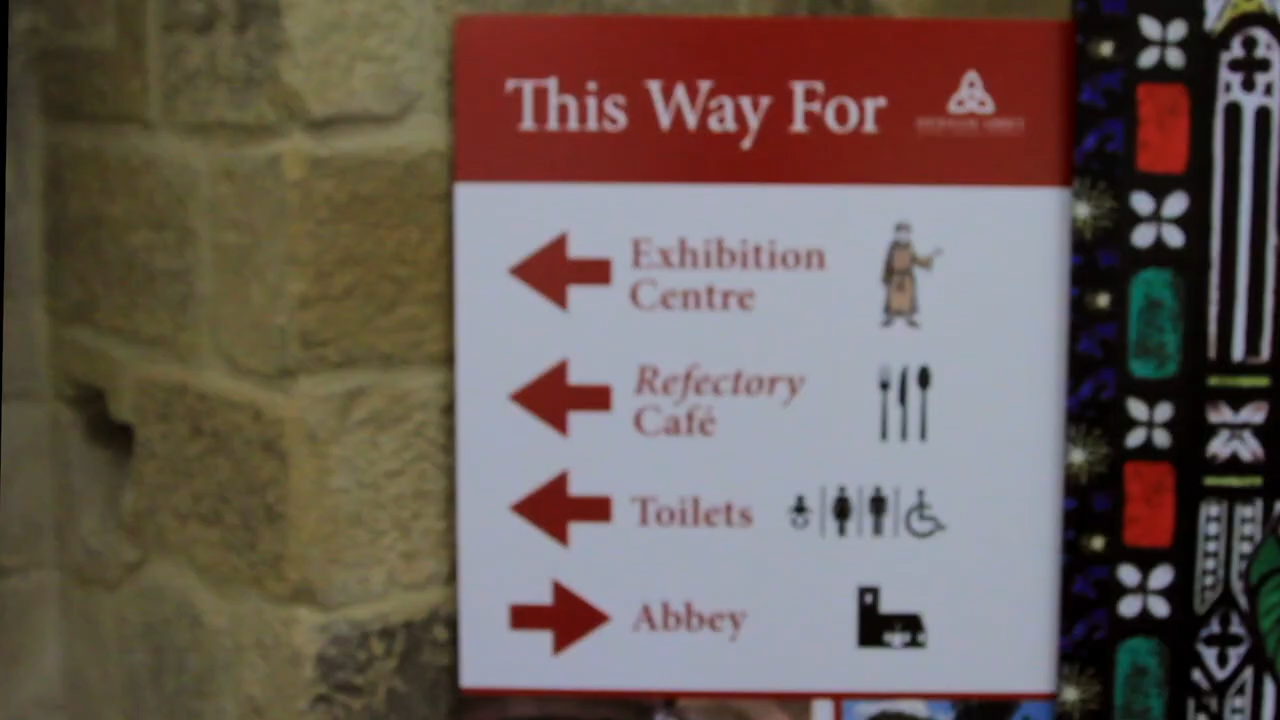 This Way For
Exhibition
Centre
Refectory
Café
Toilets
Abbey